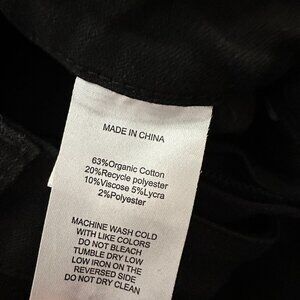 MADE IN CHINA
63%Organic Cotton
20%Recycle polyester
10%Viscose 5%Lycra
2%Polyester
MACHINE WASH COLD
WITH LIKE COLORS
DO NOT BLEACH
TUMBLE DRY LOW
LOW IRON ON THE
REVERSED SIDE
DO NOT DRY CLEAN